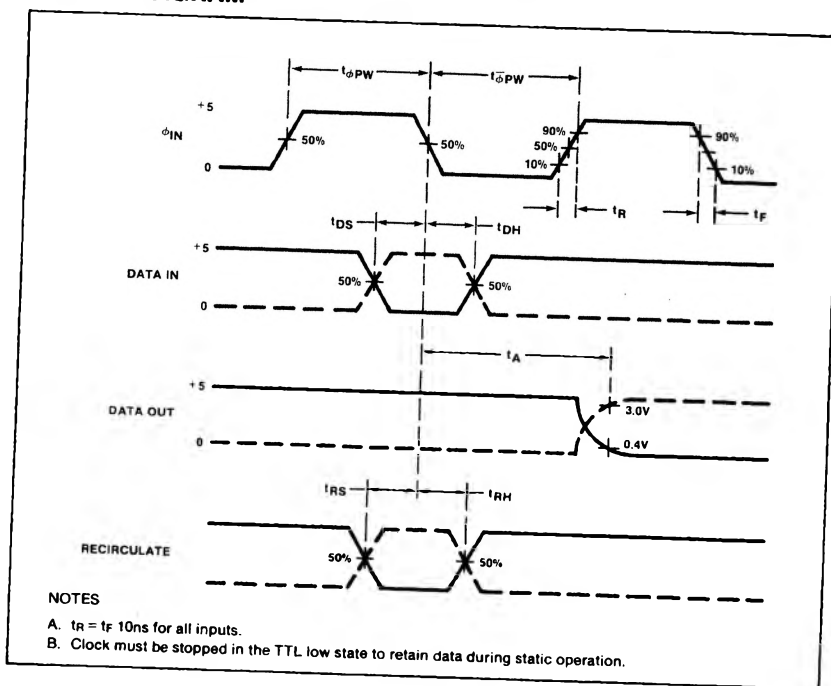 tφPW tφ̅PW
+5
φIN 50% 50% 90% 50% 10% 90% 10%
0
tR tF
tDS tDH
+5
DATA IN 50% 50%
0
tA
+5
DATA OUT 3.0V
0 0.4V
tRS tRH
RECIRCULATE 50% 50%
NOTES
A. tR = tF 10ns for all inputs.
B. Clock must be stopped in the TTL low state to retain data during static operation.